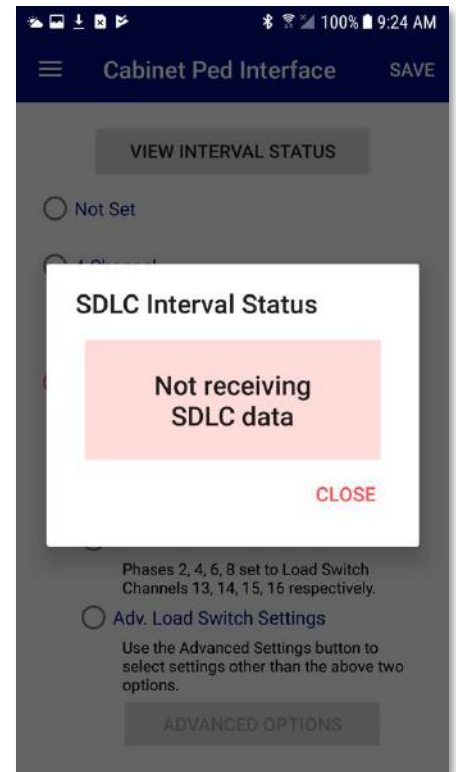 100% 9:24 AM
Cabinet Ped Interface SAVE
VIEW INTERVAL STATUS
Not Set
SDLC Interval Status
Not receiving
SDLC data
CLOSE
Phases 2, 4, 6, 8 set to Load Switch
Channels 13, 14, 15, 16 respectively.
Adv. Load Switch Settings
Use the Advanced Settings button to
select settings other than the above two
options.
ADVANCED OPTIONS